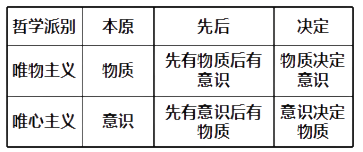 哲学派别 本原 先后 决定
唯物主义 物质 先有物质后有意识 物质决定意识
唯心主义 意识 先有意识后有物质 意识决定物质